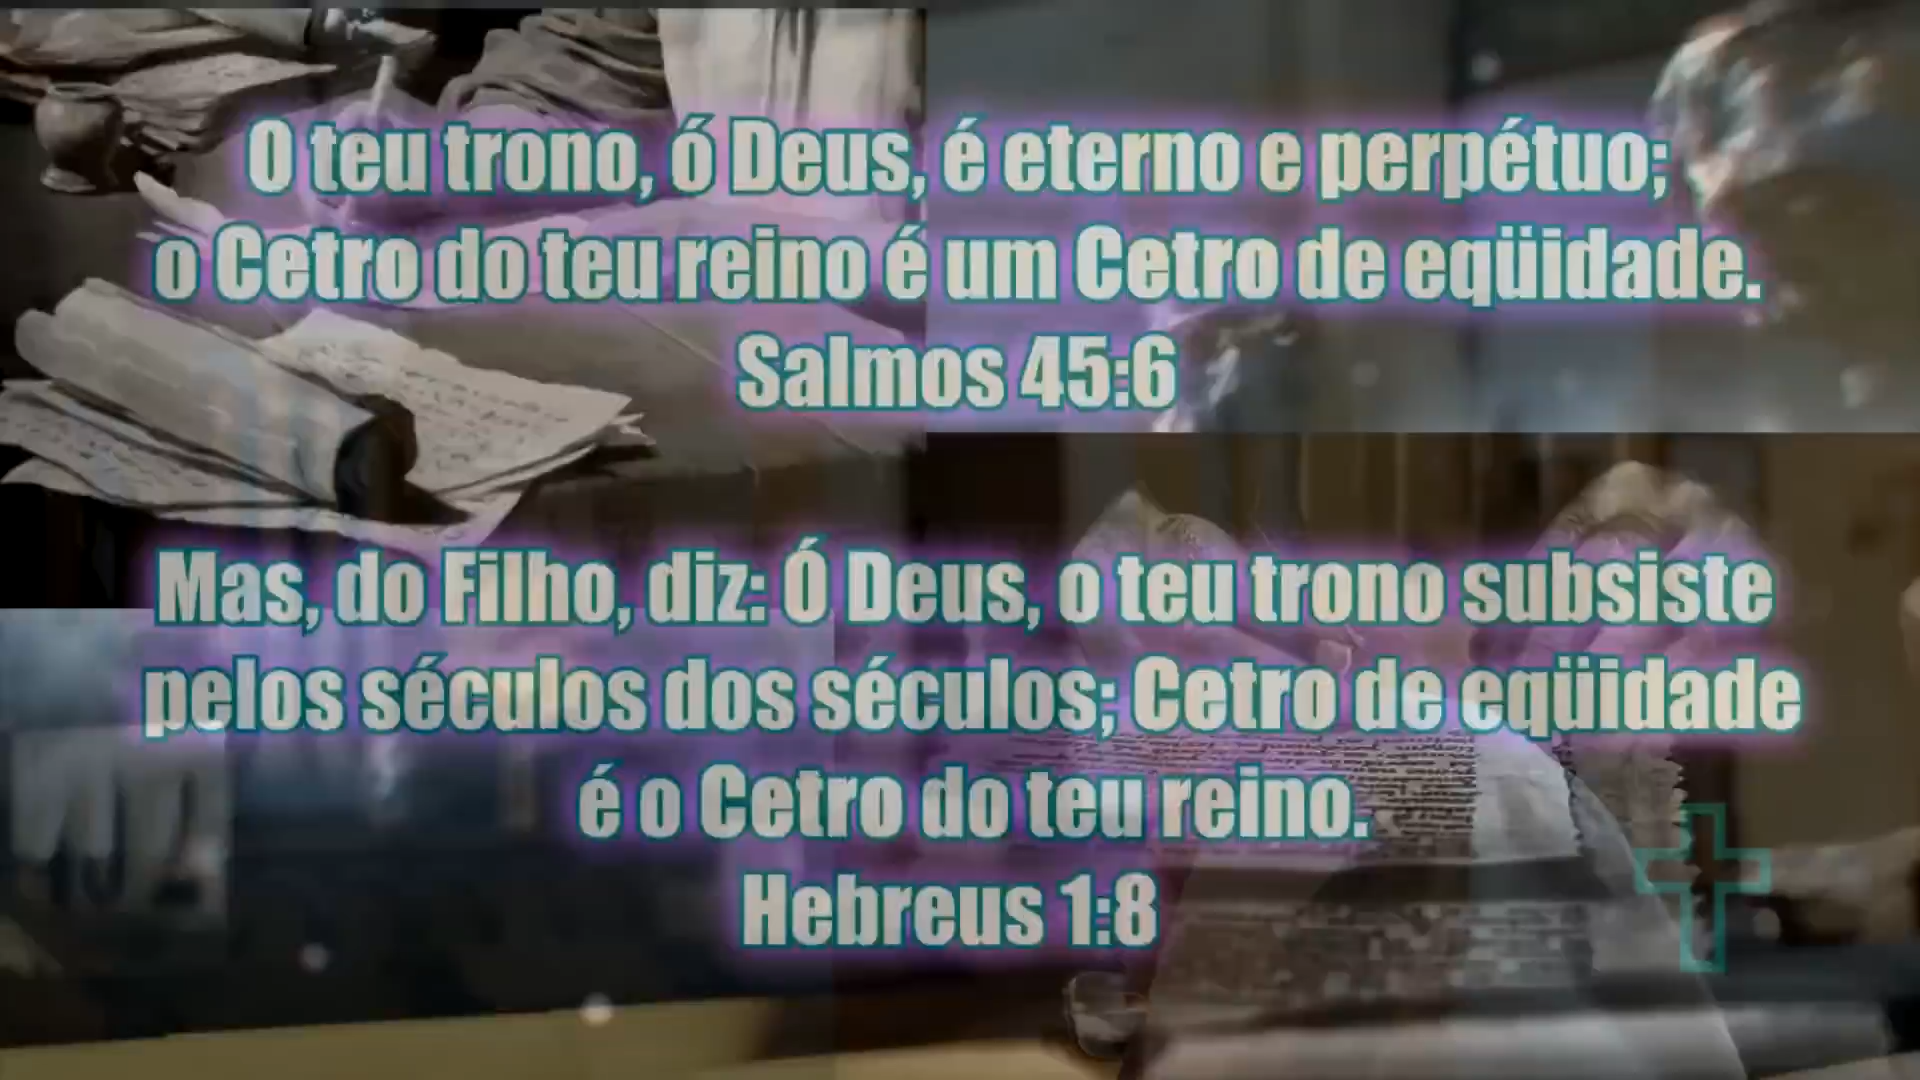 O teu trono, ó Deus, é eterno e perpétuo;
o Cetro do teu reino é um Cetro de eqüidade.
Salmos 45:6
Mas, do Filho, diz: Ó Deus, o teu trono subsiste
pelos séculos dos séculos; Cetro de eqüidade
é o Cetro do teu reino.
Hebreus 1:8